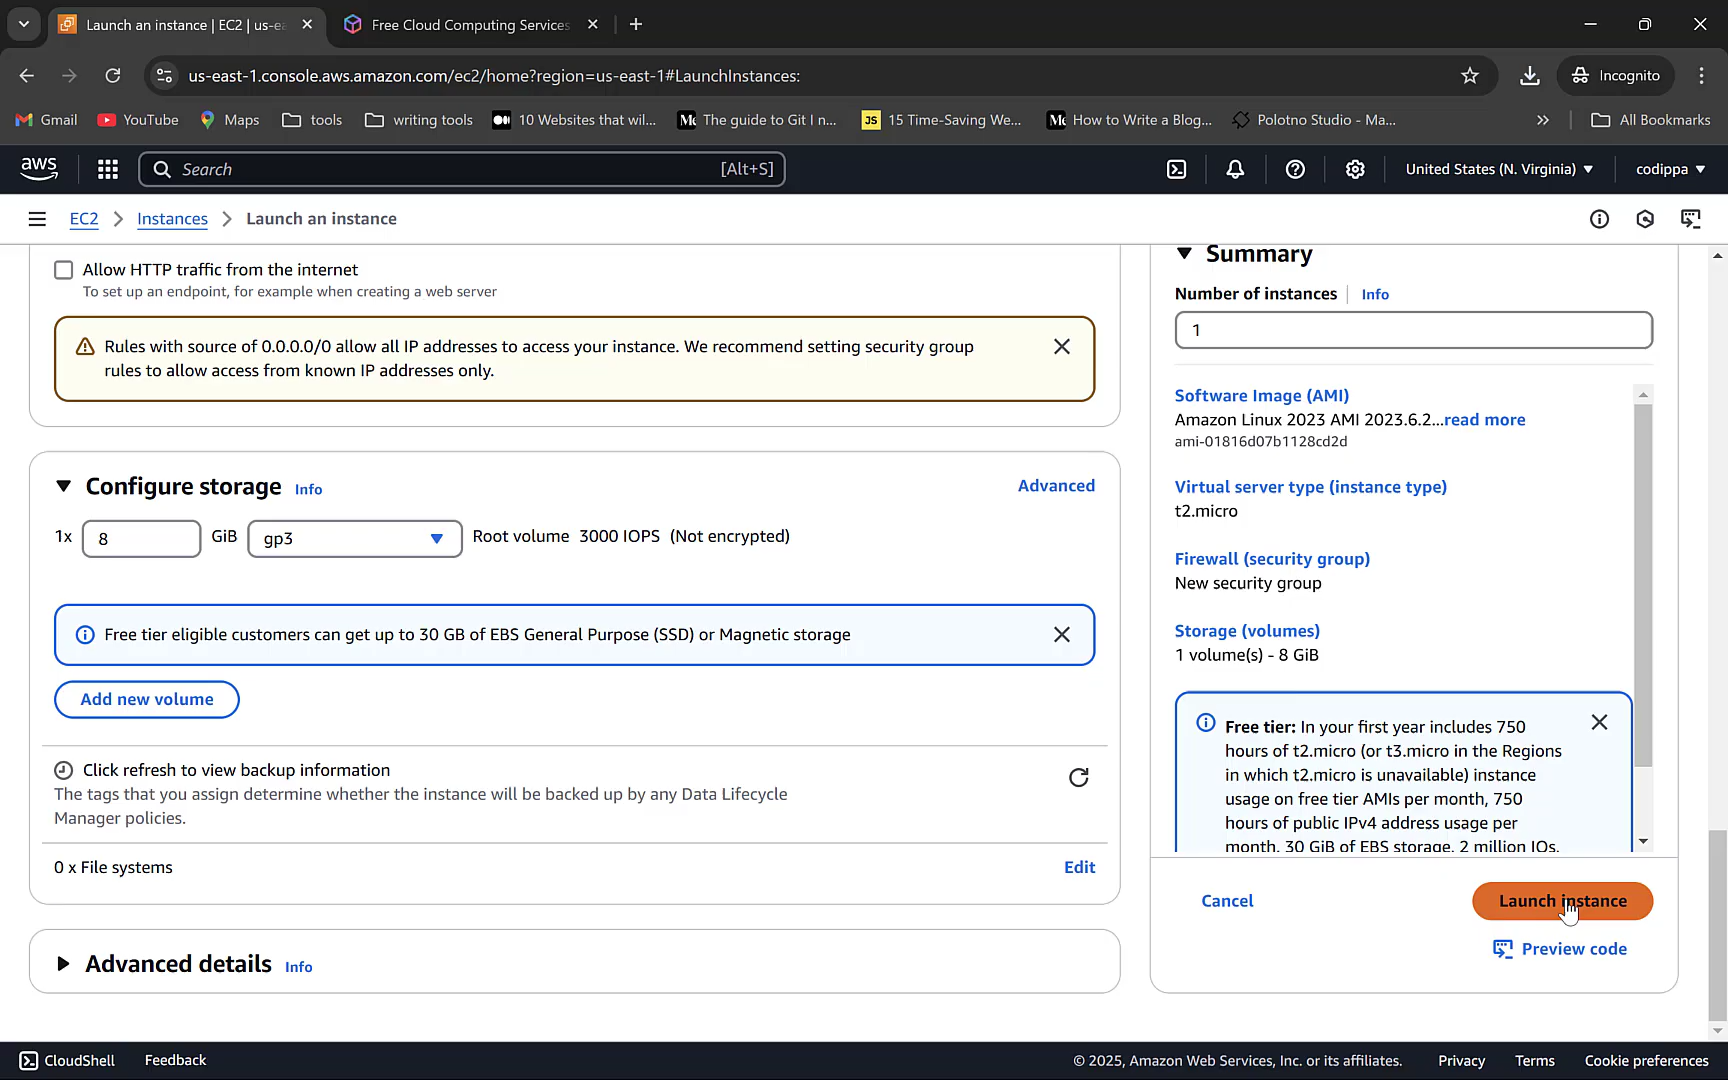 Launch an instance | EC2 | us-ea
Free Cloud Computing Services
us-east-1.console.aws.amazon.com/ec2/home?region=us-east-1#LaunchInstances:
Incognito
Gmail
YouTube
Maps
tools
writing tools
10 Websites that wil...
The guide to Git I n...
JS
15 Time-Saving We...
How to Write a Blog...
Polotno Studio - Ma...
All Bookmarks
aws
Search
[Alt+S]
United States (N. Virginia)
codippa
EC2
Instances
Launch an instance
Allow HTTP traffic from the internet
To set up an endpoint, for example when creating a web server
Rules with source of 0.0.0.0/0 allow all IP addresses to access your instance. We recommend setting security group
rules to allow access from known IP addresses only.
Configure storage Info
Advanced
1x 8 GiB gp3 Root volume 3000 IOPS (Not encrypted)
Free tier eligible customers can get up to 30 GB of EBS General Purpose (SSD) or Magnetic storage
Add new volume
Click refresh to view backup information
The tags that you assign determine whether the instance will be backed up by any Data Lifecycle
Manager policies.
0 x File systems
Edit
Advanced details Info
Summary
Number of instances Info
1
Software Image (AMI)
Amazon Linux 2023 AMI 2023.6.2...read more
ami-01816d07b1128cd2d
Virtual server type (instance type)
t2.micro
Firewall (security group)
New security group
Storage (volumes)
1 volume(s) - 8 GiB
Free tier: In your first year includes 750
hours of t2.micro (or t3.micro in the Regions
in which t2.micro is unavailable) instance
usage on free tier AMIs per month, 750
hours of public IPv4 address usage per
month, 30 GiB of EBS storage, 2 million IOs,
Cancel
Launch instance
Preview code
CloudShell
Feedback
© 2025, Amazon Web Services, Inc. or its affiliates.
Privacy
Terms
Cookie preferences